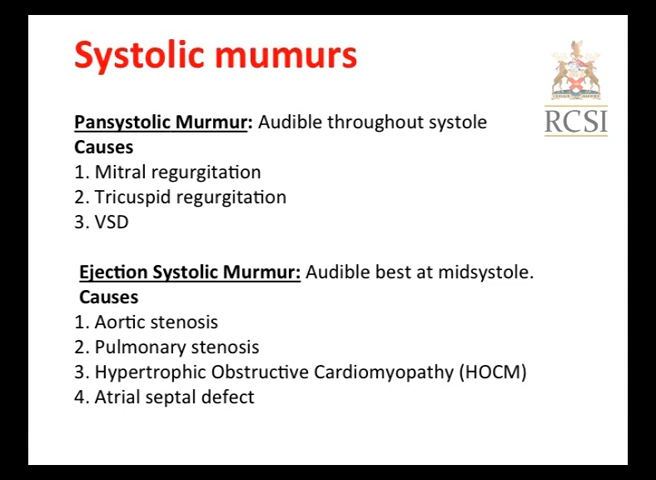 Systolic mumurs
RCSI
Pansystolic Murmur: Audible throughout systole
Causes
1. Mitral regurgitation
2. Tricuspid regurgitation
3. VSD
Ejection Systolic Murmur: Audible best at midsystole.
Causes
1. Aortic stenosis
2. Pulmonary stenosis
3. Hypertrophic Obstructive Cardiomyopathy (HOCM)
4. Atrial septal defect